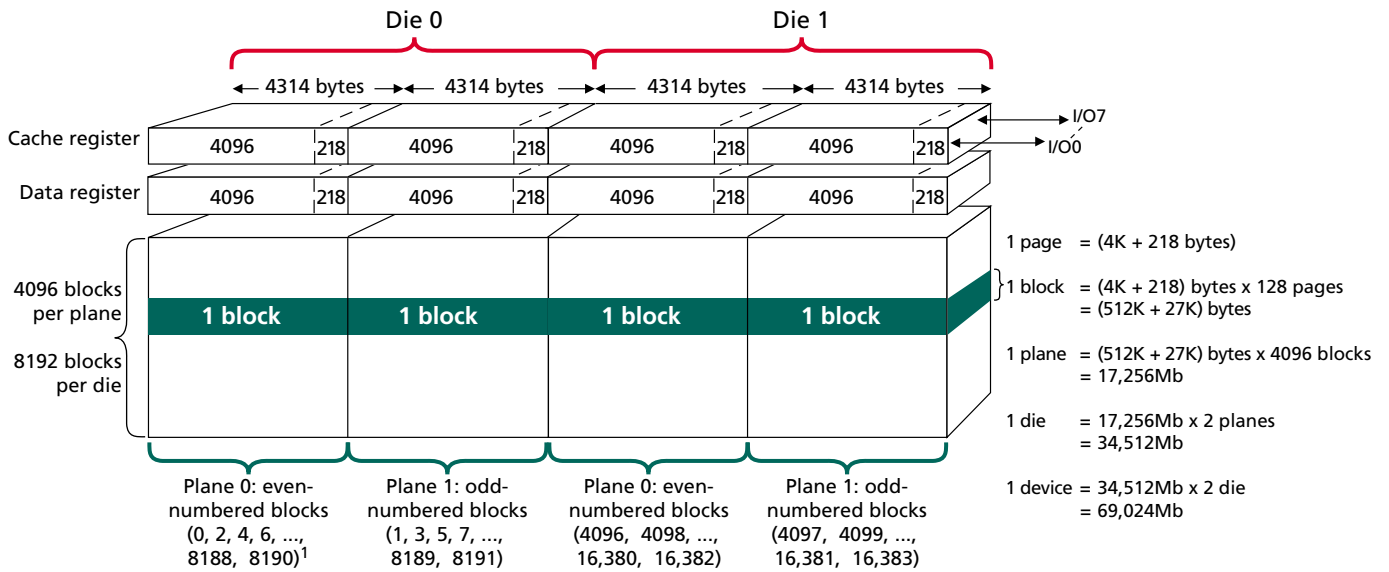 Die 0
Die 1
4314 bytes
4314 bytes
4314 bytes
4314 bytes
Cache register
4096
218
4096
218
4096
218
4096
218
I/O7
I/O0
Data register
4096
218
4096
218
4096
218
4096
218
4096 blocks
per plane
8192 blocks
per die
1 block
1 block
1 block
1 block
1 page = (4K + 218 bytes)
1 block = (4K + 218) bytes x 128 pages
= (512K + 27K) bytes
1 plane = (512K + 27K) bytes x 4096 blocks
= 17,256Mb
1 die = 17,256Mb x 2 planes
= 34,512Mb
1 device = 34,512Mb x 2 die
= 69,024Mb
Plane 0: even-
numbered blocks
(0, 2, 4, 6, ...,
8188, 8190)¹
Plane 1: odd-
numbered blocks
(1, 3, 5, 7, ...,
8189, 8191)
Plane 0: even-
numbered blocks
(4096, 4098, ...,
16,380, 16,382)
Plane 1: odd-
numbered blocks
(4097, 4099, ...,
16,381, 16,383)